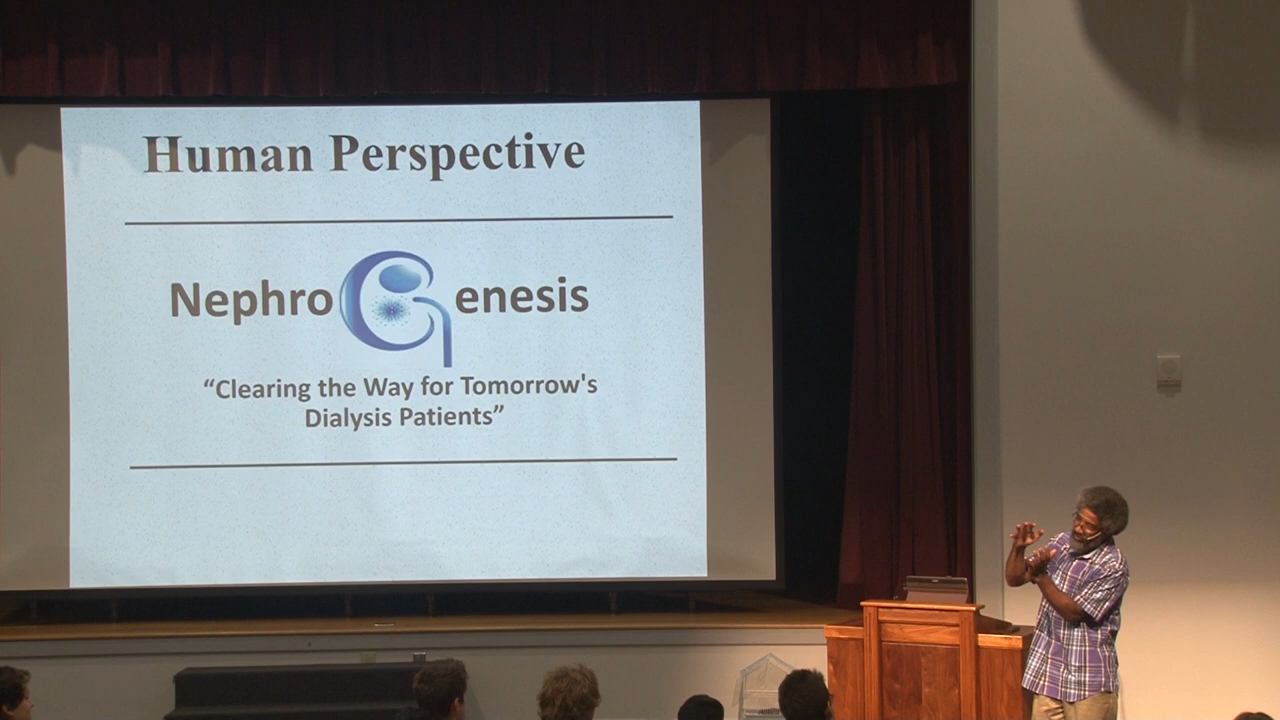 Human Perspective
NephroGenesis
“Clearing the Way for Tomorrow's
Dialysis Patients”